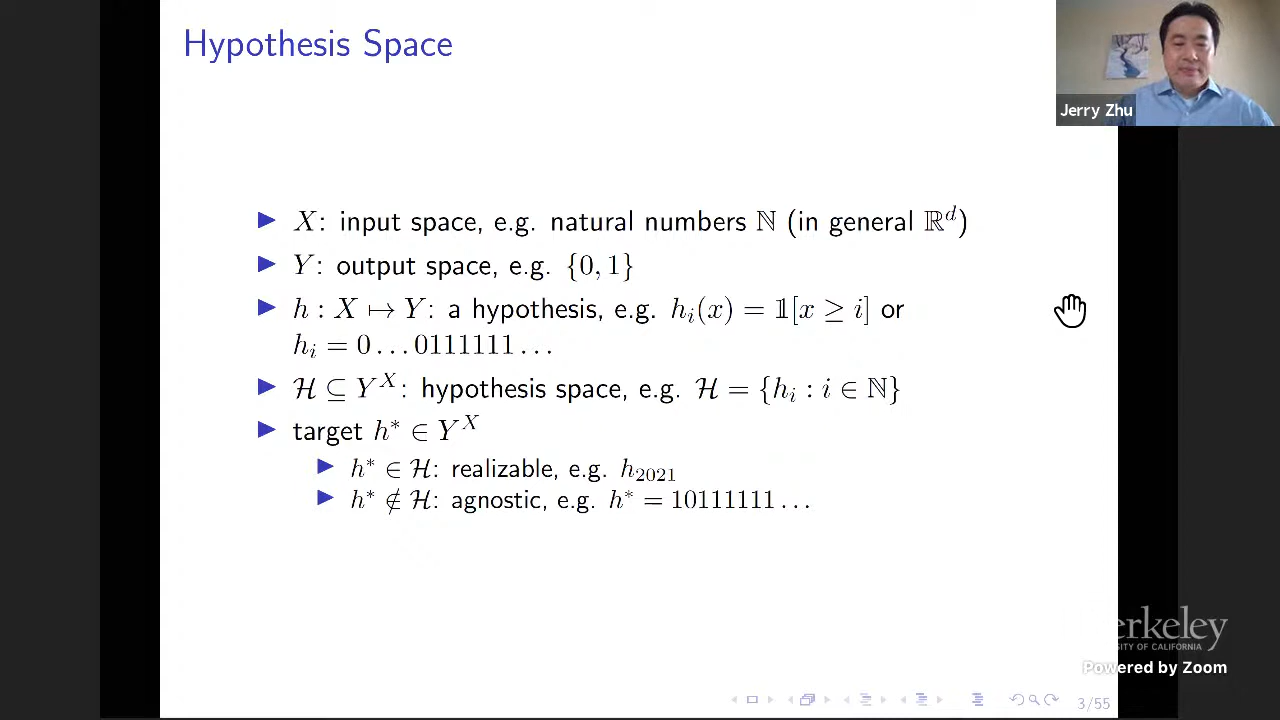 Hypothesis Space
Jerry Zhu
▶ X: input space, e.g. natural numbers ℕ (in general ℝ^d)
▶ Y: output space, e.g. {0, 1}
▶ h : X ↦ Y: a hypothesis, e.g. h_i(x) = 𝟙[x ≥ i] or
h_i = 0...0111111...
▶ ℋ ⊆ Y^X: hypothesis space, e.g. ℋ = {h_i : i ∈ ℕ}
▶ target h* ∈ Y^X
▶ h* ∈ ℋ: realizable, e.g. h_2021
▶ h* ∉ ℋ: agnostic, e.g. h* = 10111111...
Powered by Zoom
3/55